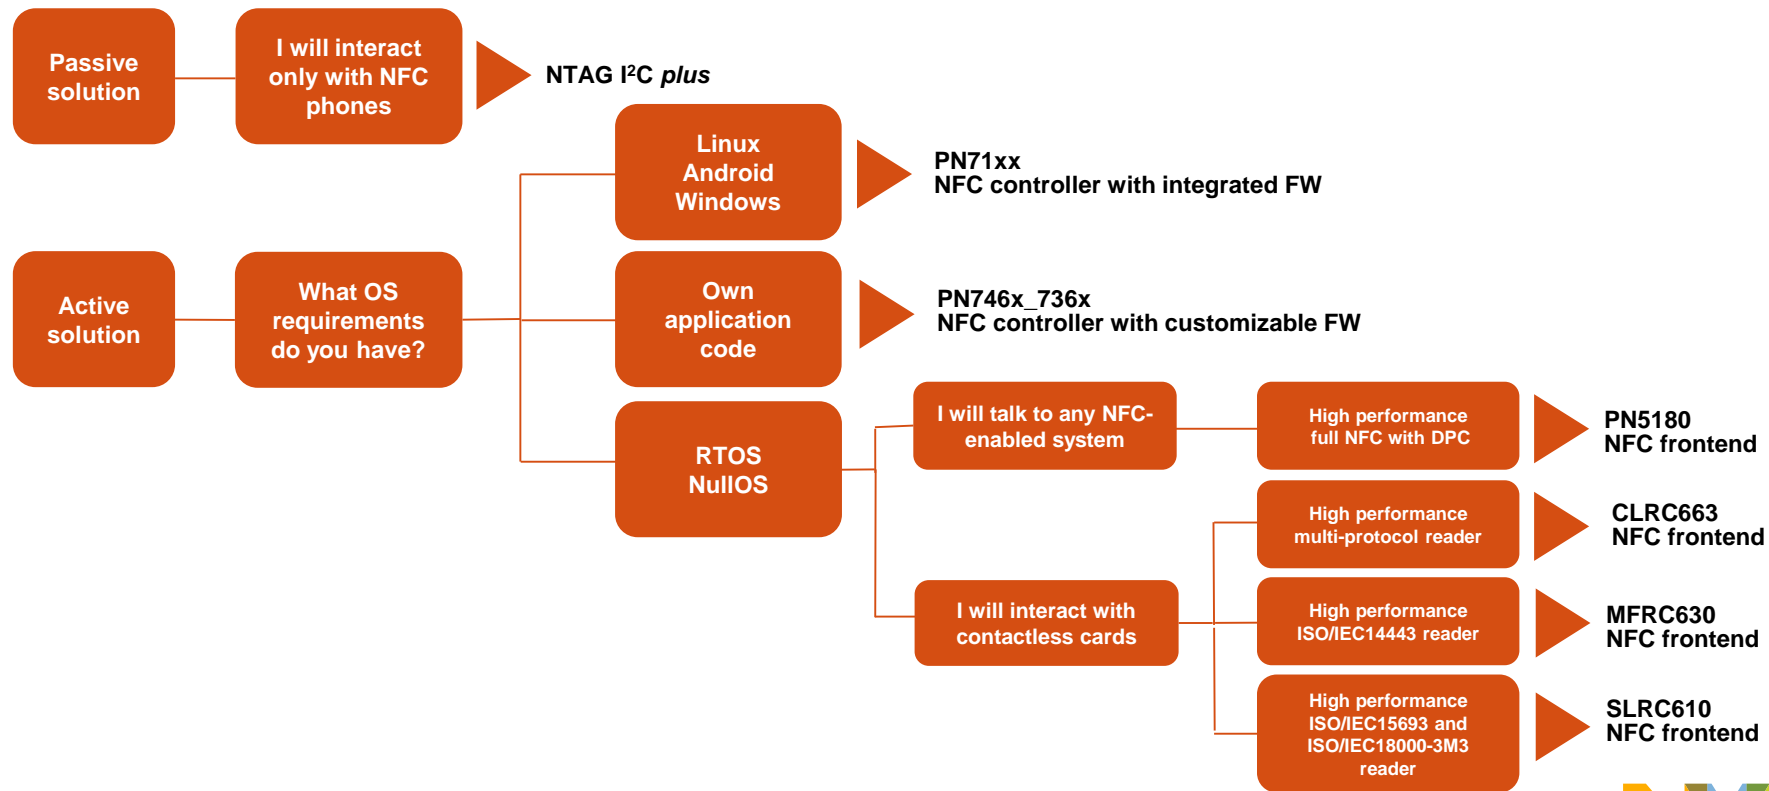 Passive
solution
I will interact
only with NFC
phones
NTAG I²C plus
Linux
Android
Windows
PN71xx
NFC controller with integrated FW
Active
solution
What OS
requirements
do you have?
Own
application
code
PN746x_736x
NFC controller with customizable FW
RTOS
NullOS
I will talk to any NFC-
enabled system
High performance
full NFC with DPC
PN5180
NFC frontend
High performance
multi-protocol reader
CLRC663
NFC frontend
I will interact with
contactless cards
High performance
ISO/IEC14443 reader
MFRC630
NFC frontend
High performance
ISO/IEC15693 and
ISO/IEC18000-3M3
reader
SLRC610
NFC frontend